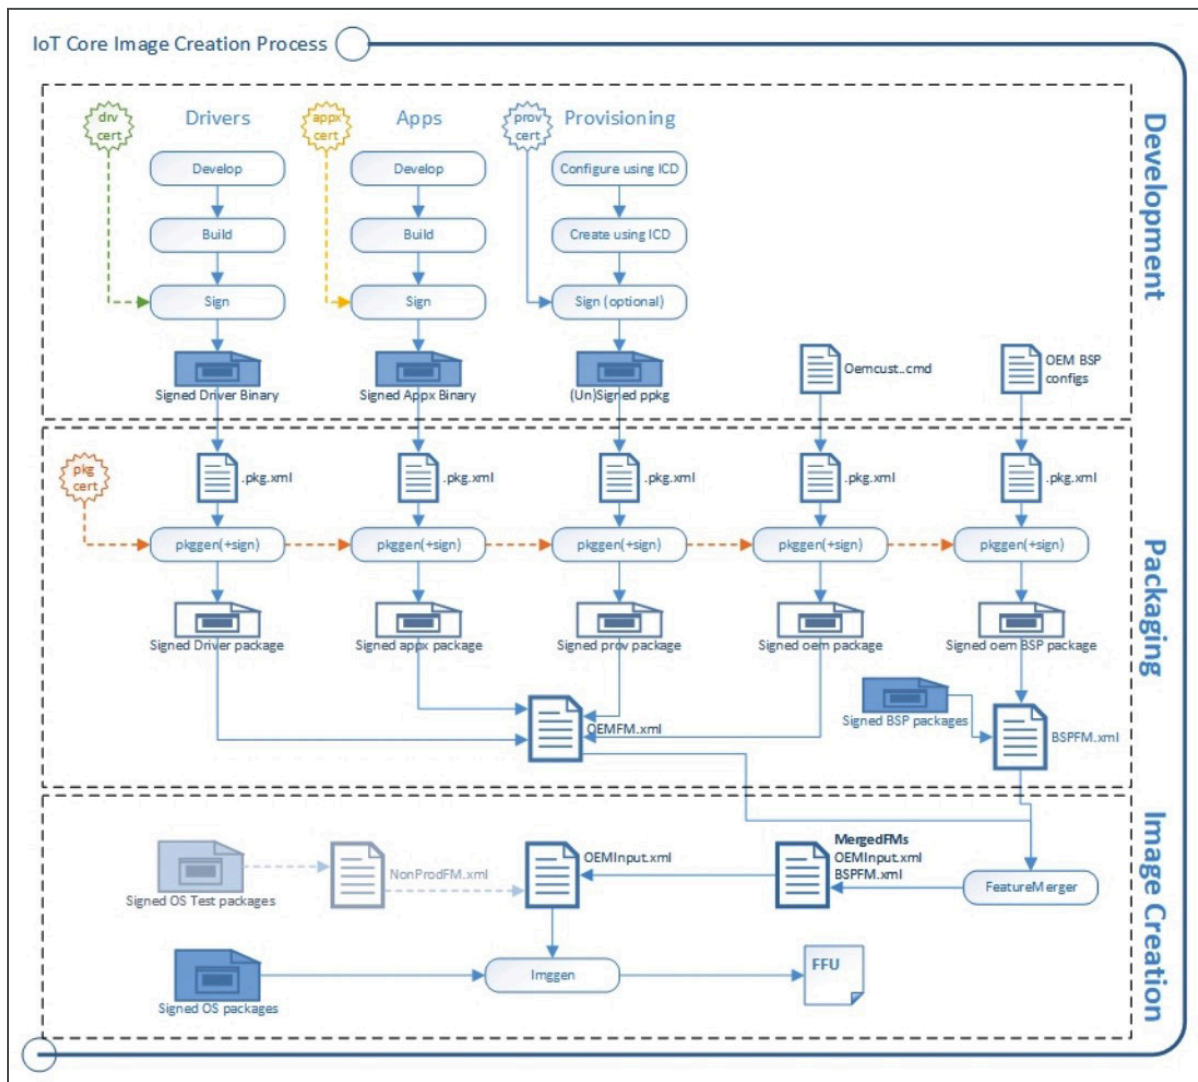 IoT Core Image Creation Process
Development
drv
cert
Drivers
appx
cert
Apps
prov
cert
Provisioning
Develop
Develop
Configure using ICD
Build
Build
Create using ICD
Sign
Sign
Sign (optional)
Signed Driver Binary
Signed Appx Binary
(Un)Signed ppkg
Oemcust..cmd
OEM BSP
configs
Packaging
pkg
cert
.pkg.xml
.pkg.xml
.pkg.xml
.pkg.xml
.pkg.xml
pkggen(+sign)
pkggen(+sign)
pkggen(+sign)
pkggen(+sign)
pkggen(+sign)
Signed Driver package
Signed appx package
Signed prov package
Signed oem package
Signed oem BSP package
Signed BSP packages
OEMFM.xml
BSPFM.xml
Image Creation
Signed OS Test packages
NonProdFM.xml
OEMInput.xml
MergedFMs
OEMInput.xml
BSPFM.xml
FeatureMerger
Signed OS packages
Imggen
FFU